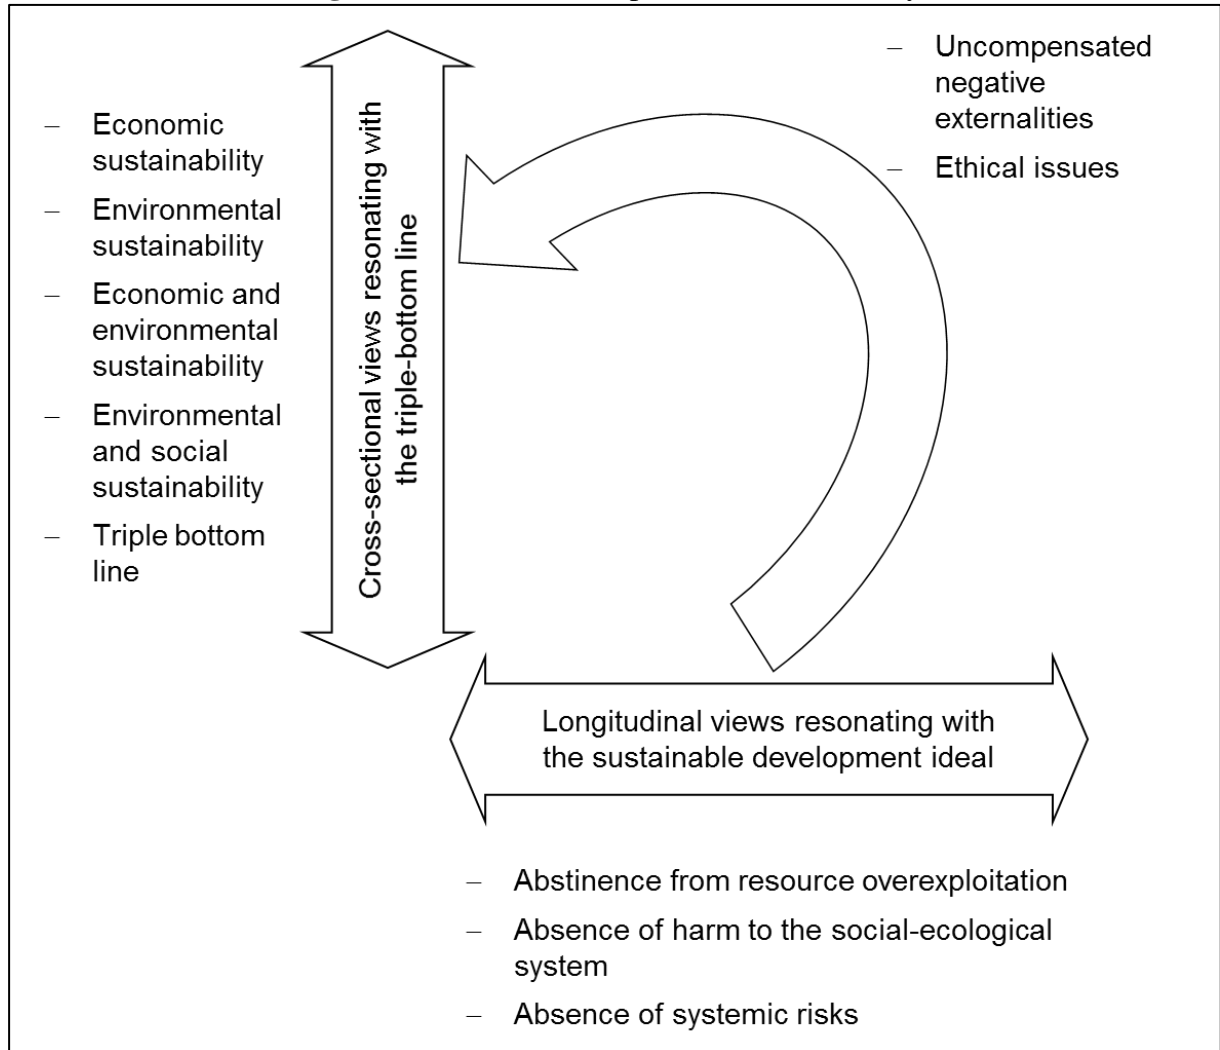 – Economic
sustainability
– Environmental
sustainability
– Economic and
environmental
sustainability
– Environmental
and social
sustainability
– Triple bottom
line
Cross-sectional views resonating with
the triple-bottom line
– Uncompensated
negative
externalities
– Ethical issues
Longitudinal views resonating with
the sustainable development ideal
– Abstinence from resource overexploitation
– Absence of harm to the social-ecological
system
– Absence of systemic risks